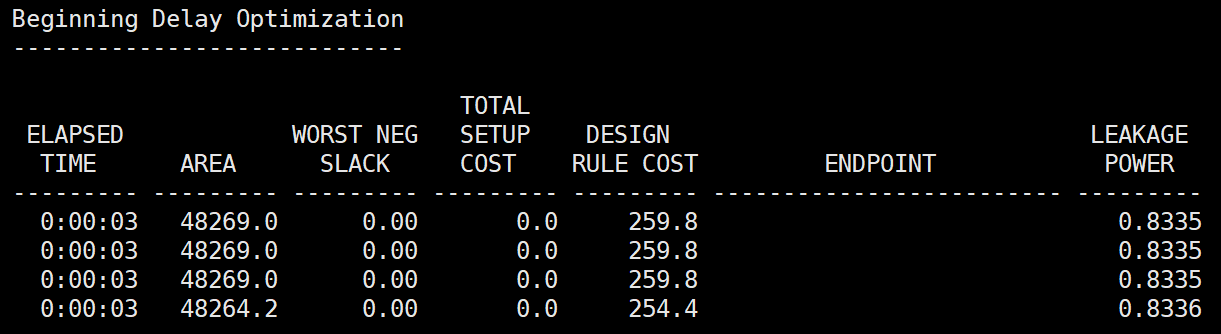 Beginning Delay Optimization
----------------------------
TOTAL
ELAPSED WORST NEG SETUP DESIGN LEAKAGE
TIME AREA SLACK COST RULE COST ENDPOINT POWER
--------- --------- --------- --------- --------- ------------------------- ---------
0:00:03 48269.0 0.00 0.0 259.8 0.8335
0:00:03 48269.0 0.00 0.0 259.8 0.8335
0:00:03 48269.0 0.00 0.0 259.8 0.8335
0:00:03 48264.2 0.00 0.0 254.4 0.8336